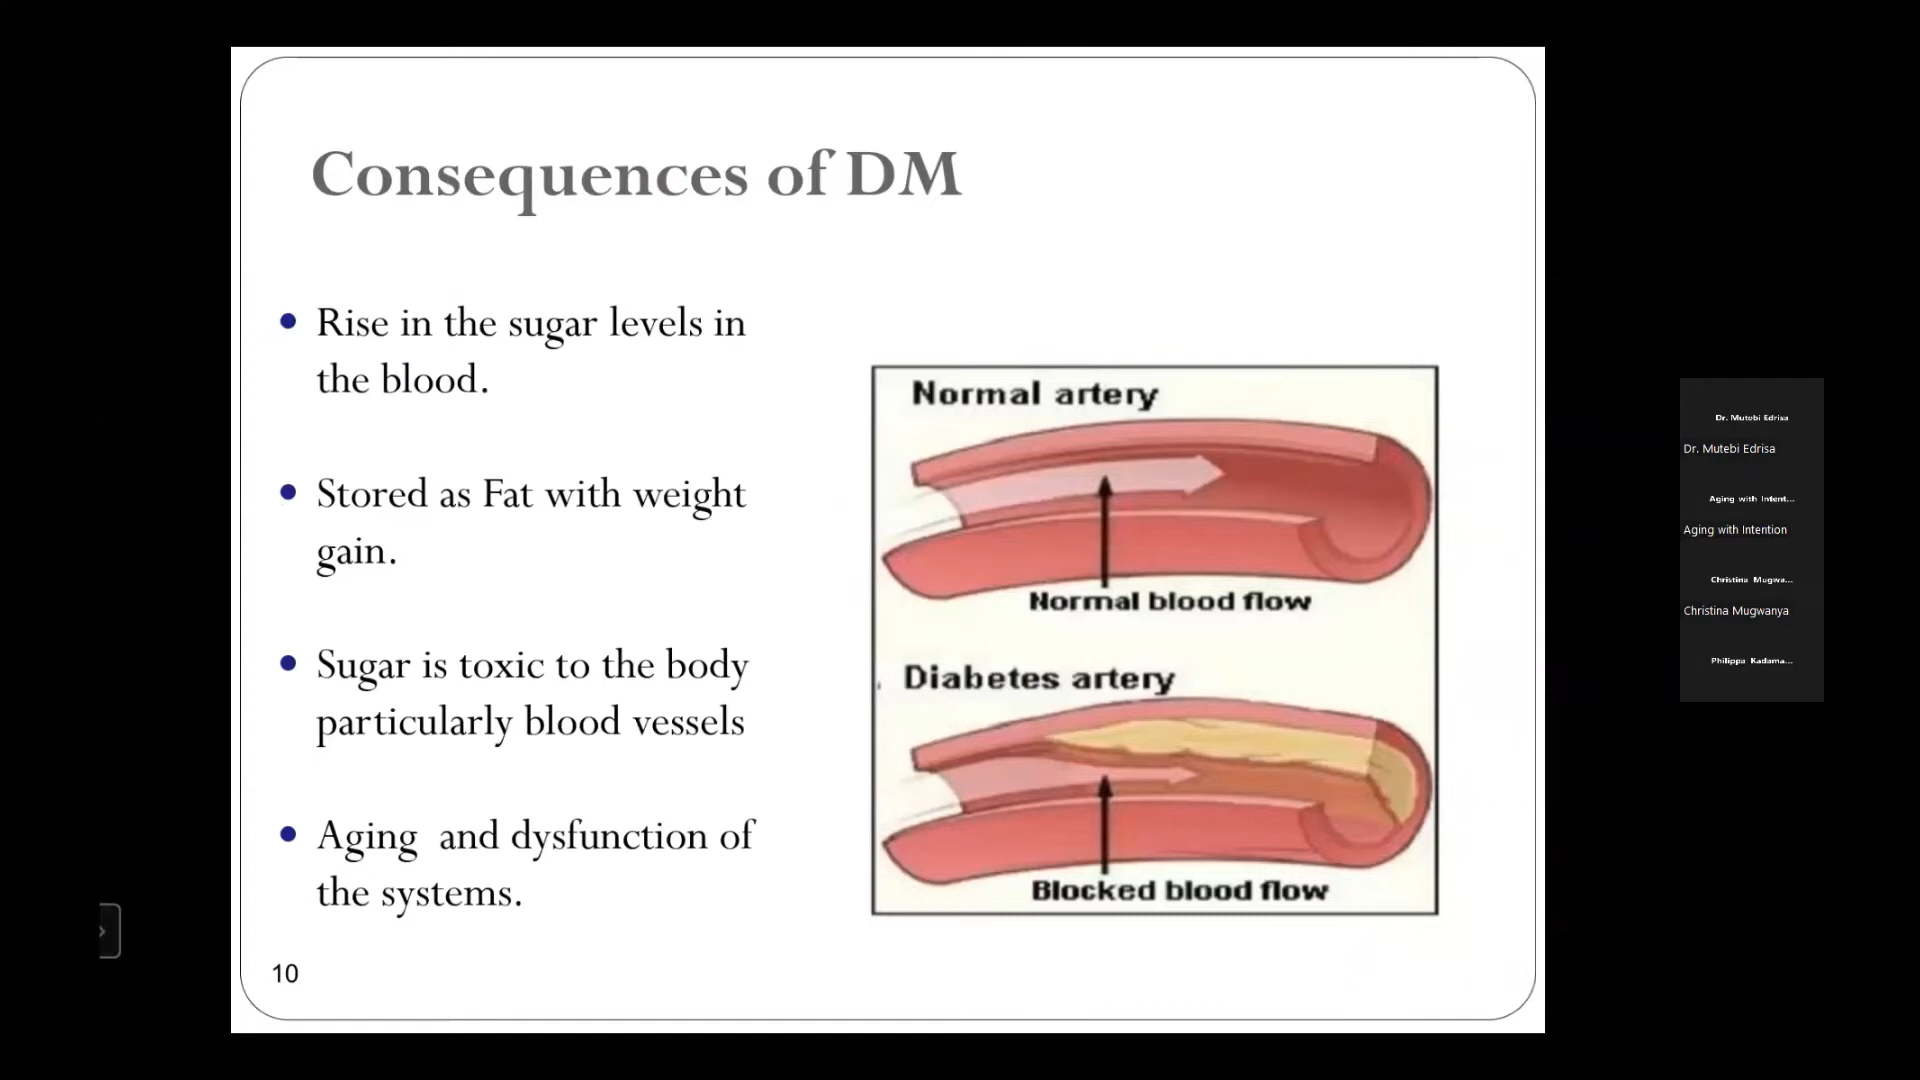 Consequences of DM
• Rise in the sugar levels in
the blood.
• Stored as Fat with weight
gain.
• Sugar is toxic to the body
particularly blood vessels
• Aging and dysfunction of
the systems.
10
Normal artery
Normal blood flow
Diabetes artery
Blocked blood flow
Dr. Mutebi Edrisa
Dr. Mutebi Edrisa
Aging with Intent...
Aging with Intention
Christina Mugwa...
Christina Mugwanya
Philippa Kadama...